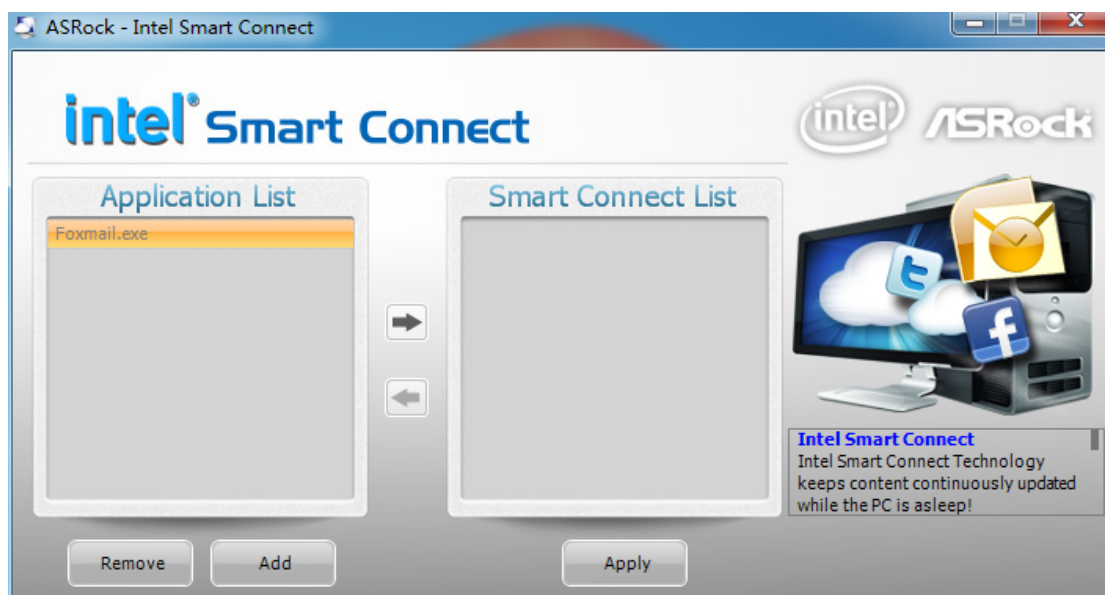 ASRock - Intel Smart Connect
intel® Smart Connect
intel ASRock
Application List
Foxmail.exe
Smart Connect List
Intel Smart Connect
Intel Smart Connect Technology
keeps content continuously updated
while the PC is asleep!
Remove
Add
Apply